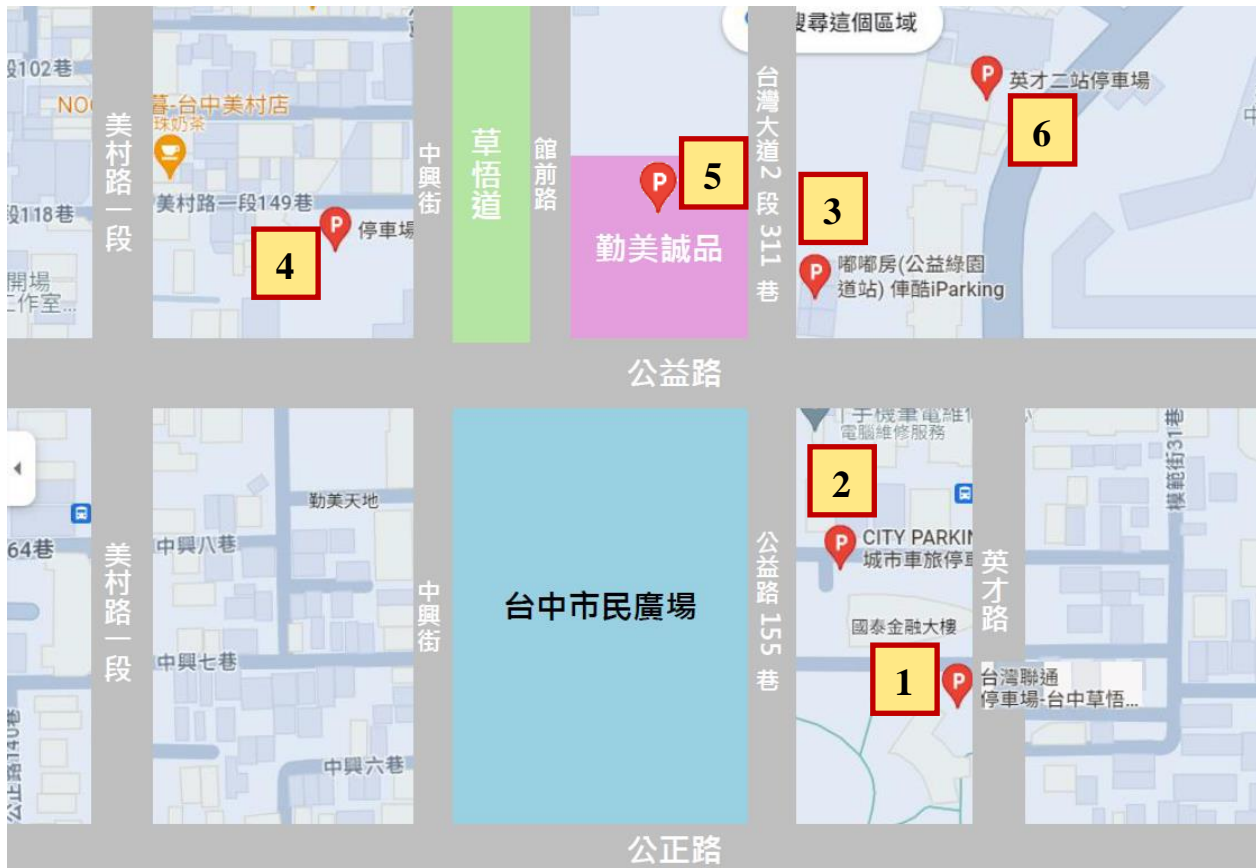 搜尋這個區域
段102巷
NOC
暮-台中美村店
珠奶茶
美村路一段
美村路一段149巷
段118巷
4
停車場
中興街
草悟道
館前路
5
勤美誠品
台灣大道2段311巷
3
嘟嘟房(公益綠園
道站) 俥酷iParking
英才二站停車場
6
開場
工作室...
公益路
勤美天地
中興八巷
64巷
美村路一段
中興七巷
中興六巷
公正路140巷
中興街
台中市民廣場
公益路155巷
手機筆電維
電腦維修服務
2
CITY PARKIN
城市車旅停車
國泰金融大樓
1
台灣聯通
停車場-台中草悟...
英才路
模範街31巷
公正路